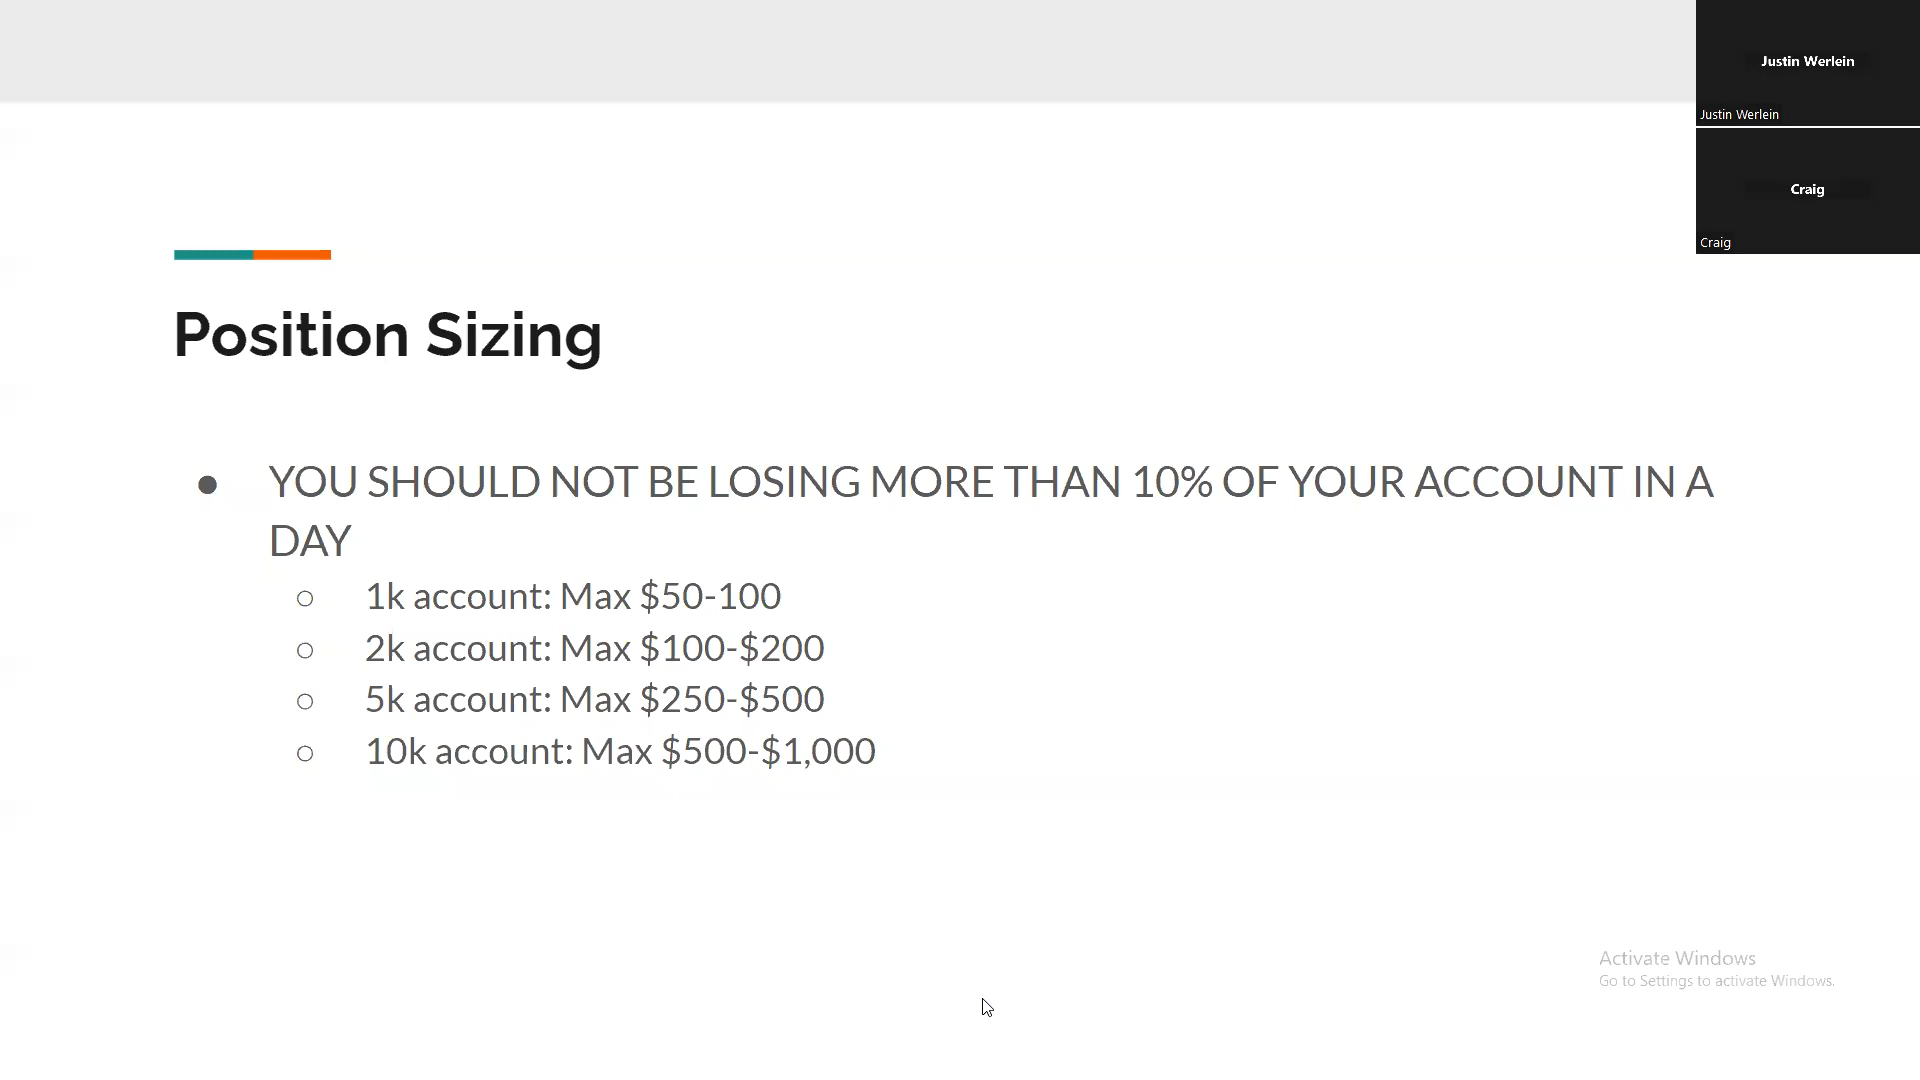 Justin Werlein
Justin Werlein
Craig
Craig
Position Sizing
● YOU SHOULD NOT BE LOSING MORE THAN 10% OF YOUR ACCOUNT IN A
DAY
○ 1k account: Max $50-100
○ 2k account: Max $100-$200
○ 5k account: Max $250-$500
○ 10k account: Max $500-$1,000
Activate Windows
Go to Settings to activate Windows.